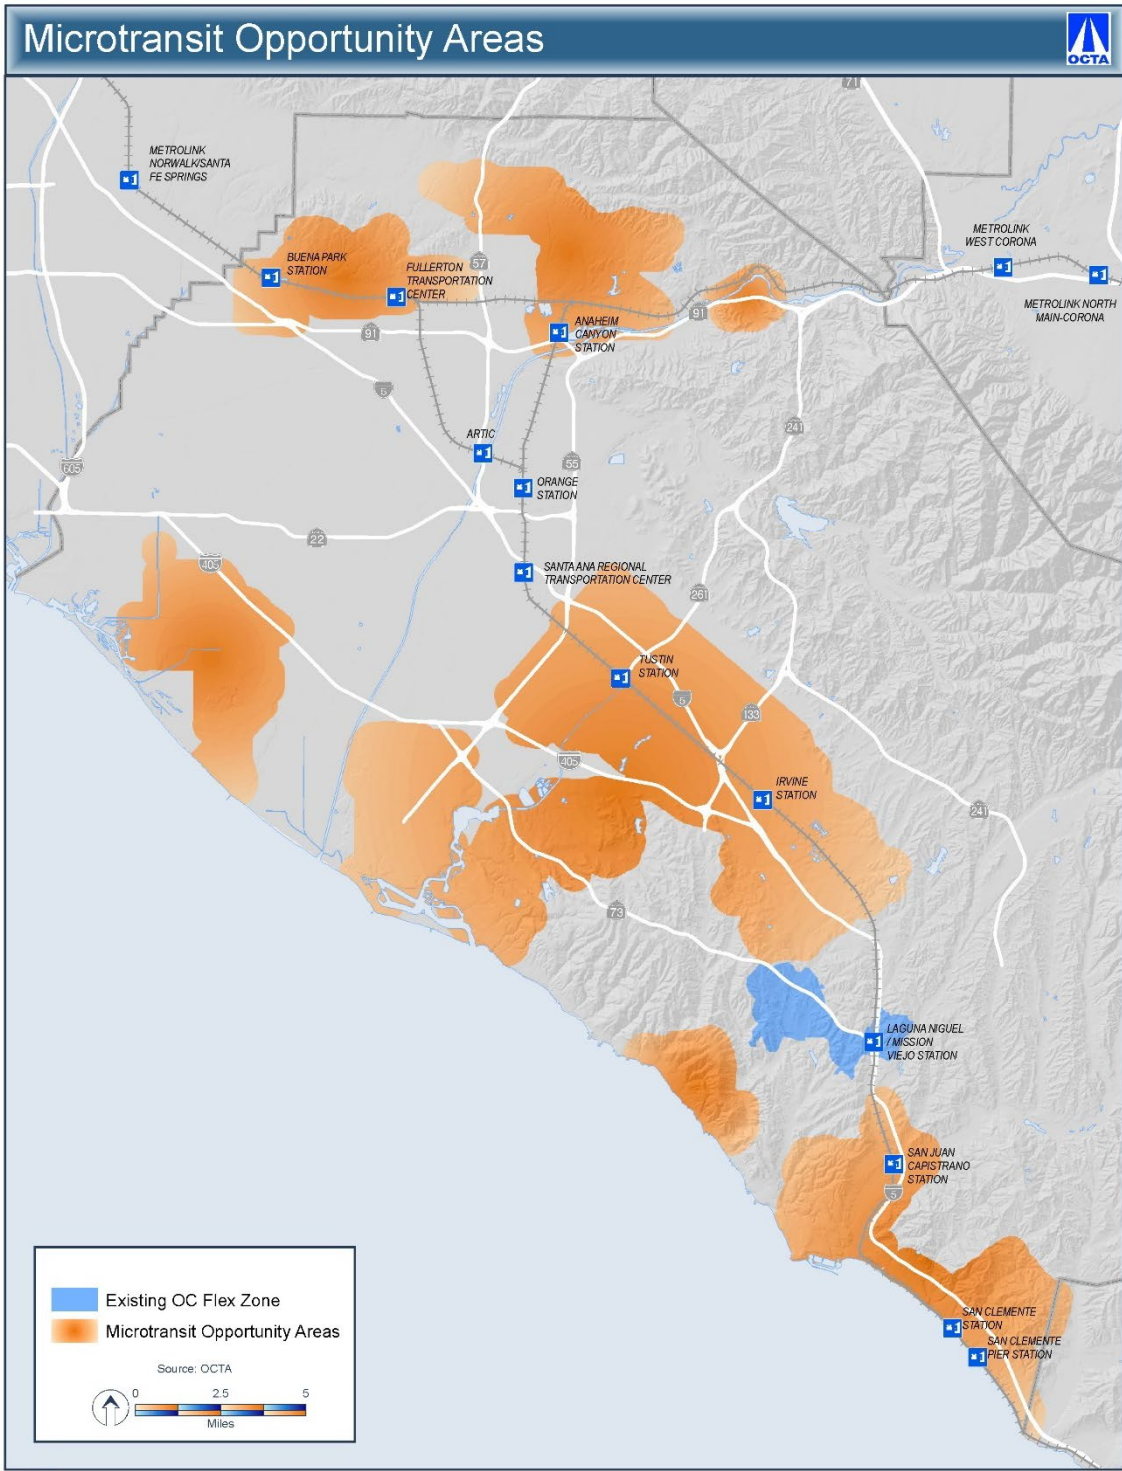 Microtransit Opportunity Areas
OCTA
71
METROLINK
NORWALK/SANTA
FE SPRINGS
METROLINK
WEST CORONA
BUENA PARK
STATION
57
FULLERTON
TRANSPORTATION
CENTER
METROLINK NORTH
MAIN-CORONA
91
91
ANAHEIM
CANYON
STATION
5
241
ARTIC
55
605
ORANGE
STATION
22
405
SANTA ANA REGIONAL
TRANSPORTATION CENTER
261
TUSTIN
STATION
5
133
405
IRVINE
STATION
241
73
LAGUNA NIGUEL
/ MISSION
VIEJO STATION
SAN JUAN
CAPISTRANO
STATION
5
SAN CLEMENTE
STATION
SAN CLEMENTE
PIER STATION
Existing OC Flex Zone
Microtransit Opportunity Areas
Source: OCTA
0 2.5 5
Miles